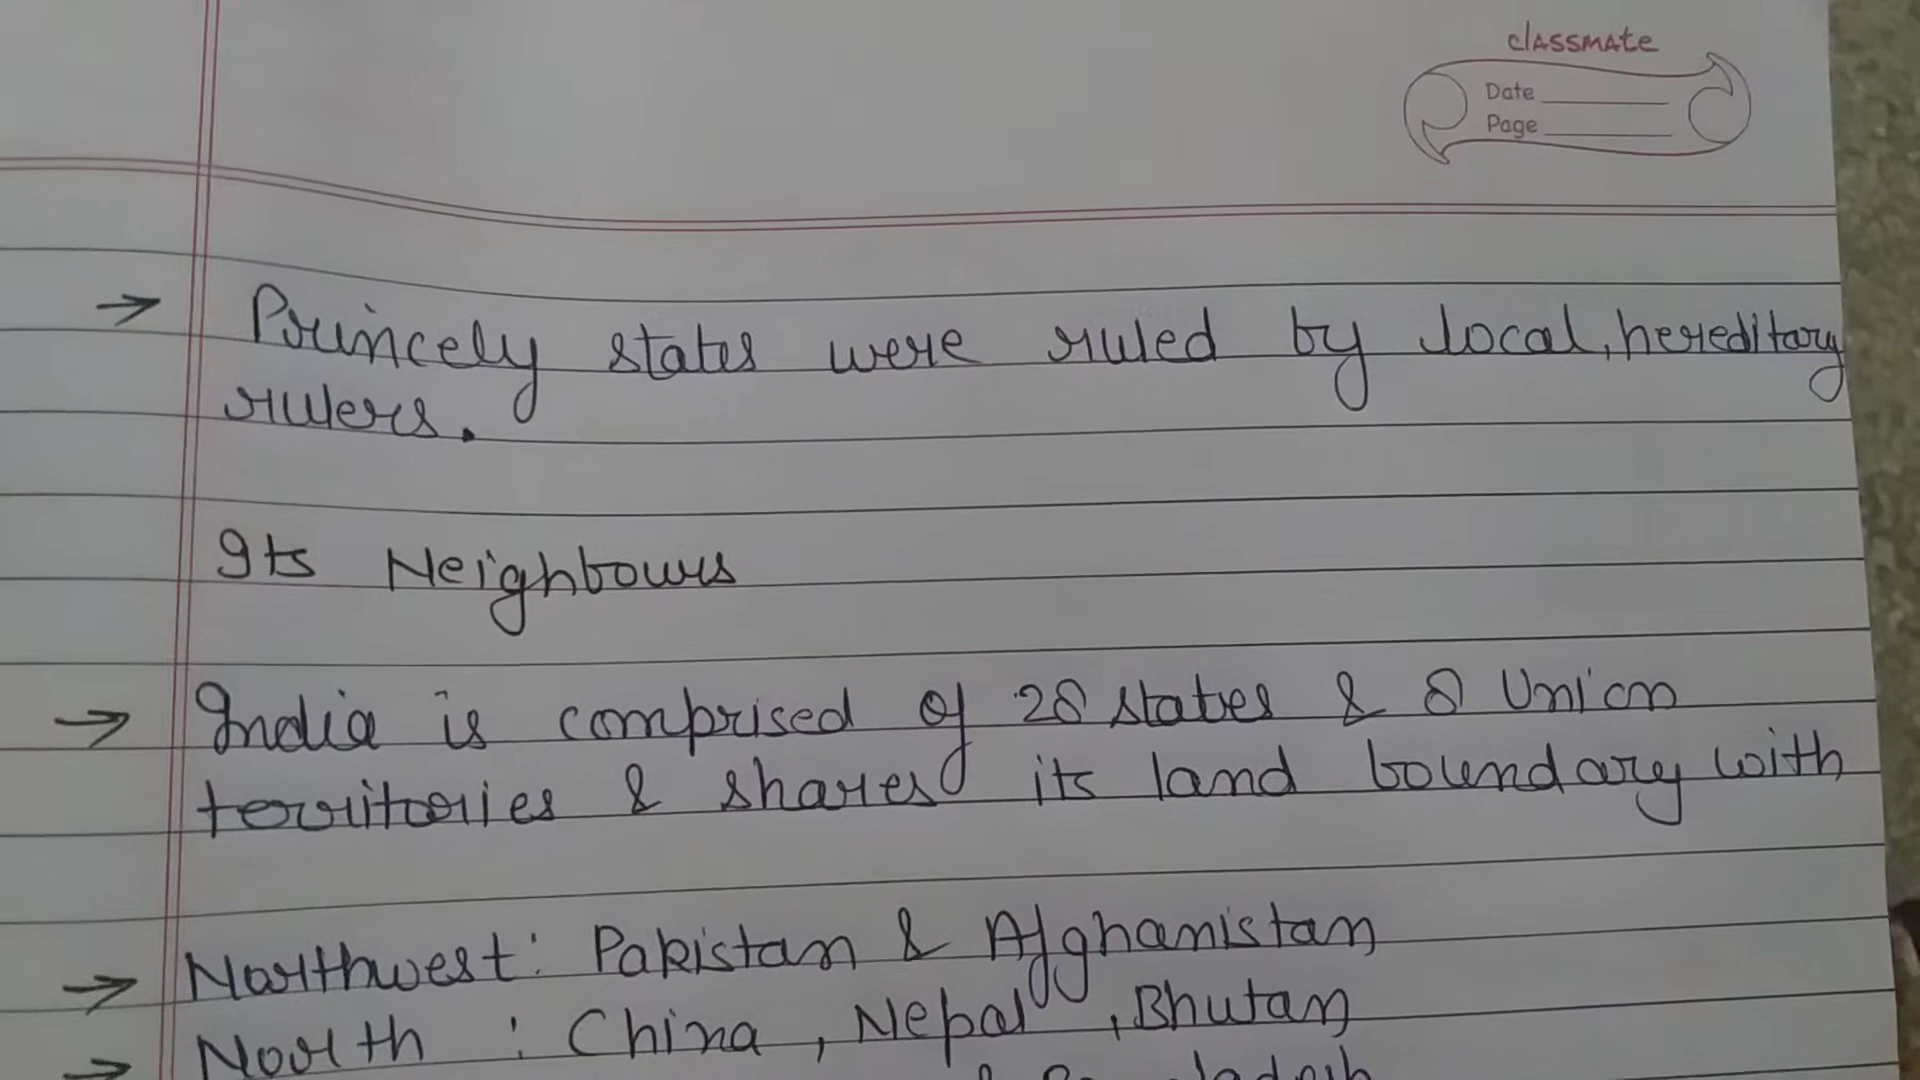 classmate
Date
Page
→ Princely states were ruled by local, hereditary
rulers.
Its Neighbours
→ India is comprised of 28 states & 8 Union
territories & shares its land boundary with
→ Northwest: Pakistan & Afghanistan
→ North : China, Nepal, Bhutan
&